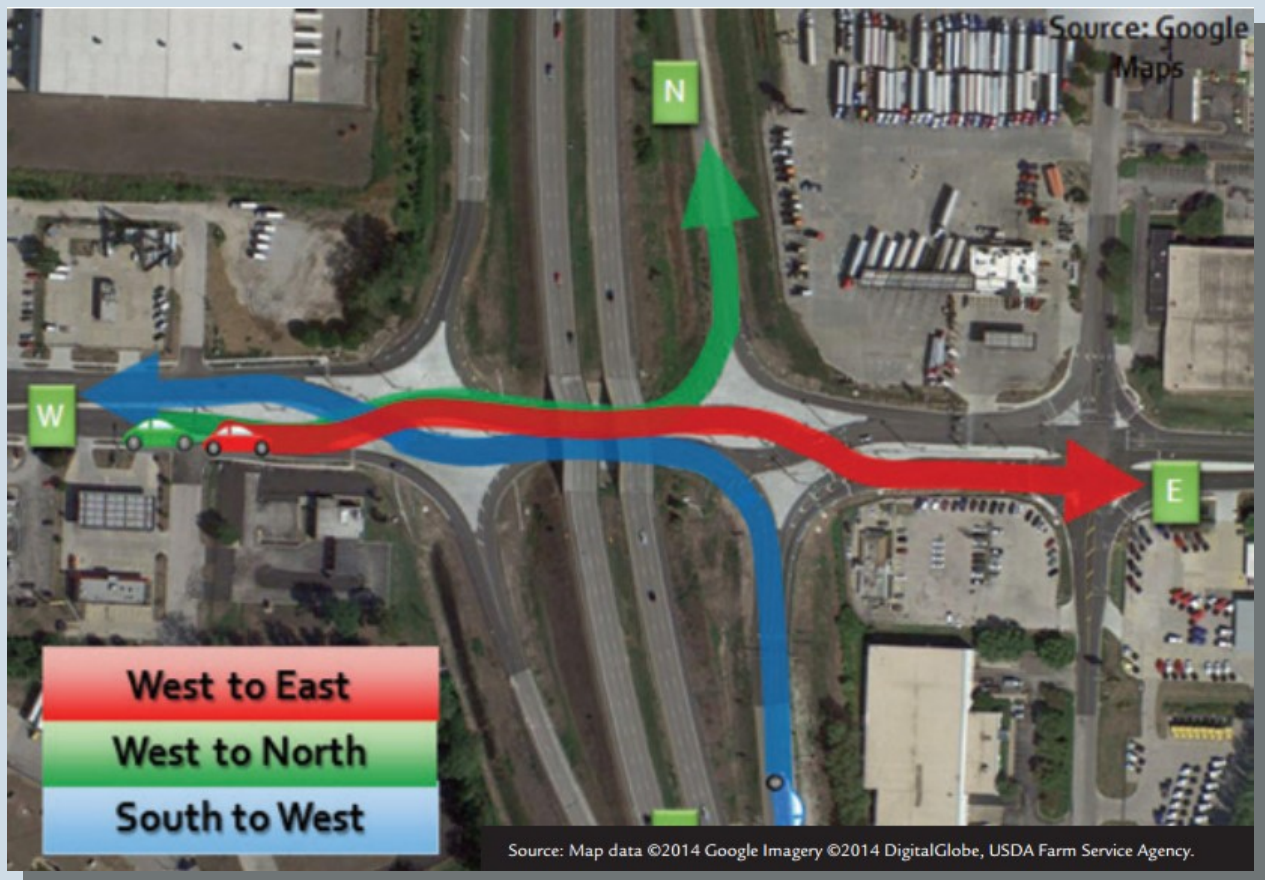 Source: Google
Maps
N
W
E
West to East
West to North
South to West
Source: Map data ©2014 Google Imagery ©2014 DigitalGlobe, USDA Farm Service Agency.